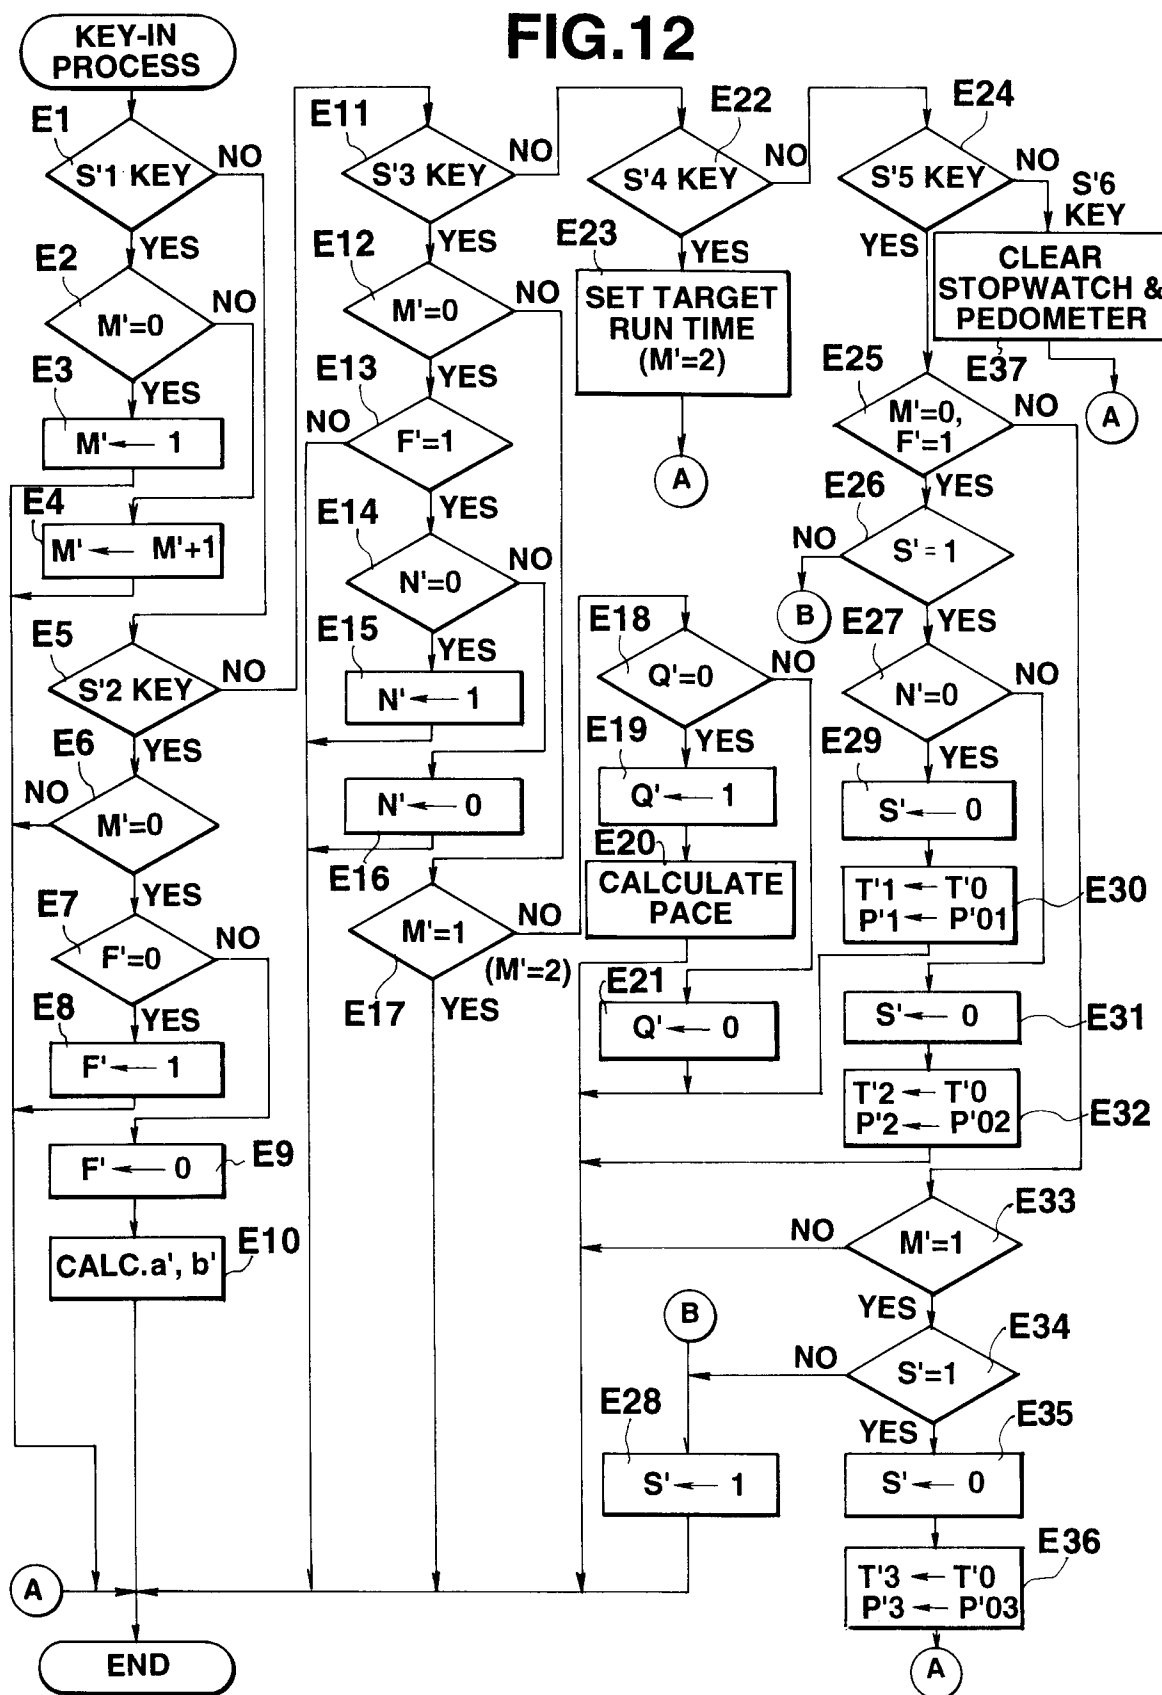 FIG.12
KEY-IN
PROCESS
E1
S'1 KEY
NO
YES
E2
M'=0
NO
YES
E3
M' ← 1
E4
M' ← M'+1
E5
S'2 KEY
NO
YES
E6
NO
M'=0
YES
E7
F'=0
NO
YES
E8
F' ← 1
F' ← 0
E9
CALC.a', b'
E10
A
END
E11
S'3 KEY
NO
YES
E12
M'=0
NO
YES
E13
NO
F'=1
YES
E14
N'=0
NO
YES
E15
N' ← 1
N' ← 0
E16
M'=1
NO
(M'=2)
E17
YES
E18
Q'=0
NO
YES
E19
Q' ← 1
E20
CALCULATE
PACE
E21
Q' ← 0
E22
S'4 KEY
NO
YES
E23
SET TARGET
RUN TIME
(M'=2)
A
E24
S'5 KEY
NO
S'6
KEY
YES
CLEAR
STOPWATCH &
PEDOMETER
E37
A
E25
M'=0,
F'=1
NO
YES
E26
NO
S'=1
B
YES
E27
N'=0
NO
YES
E29
S' ← 0
T'1 ← T'0
P'1 ← P'01
E30
S' ← 0
E31
T'2 ← T'0
P'2 ← P'02
E32
E33
NO
M'=1
YES
B
E34
NO
S'=1
YES
E28
S' ← 1
E35
S' ← 0
E36
T'3 ← T'0
P'3 ← P'03
A